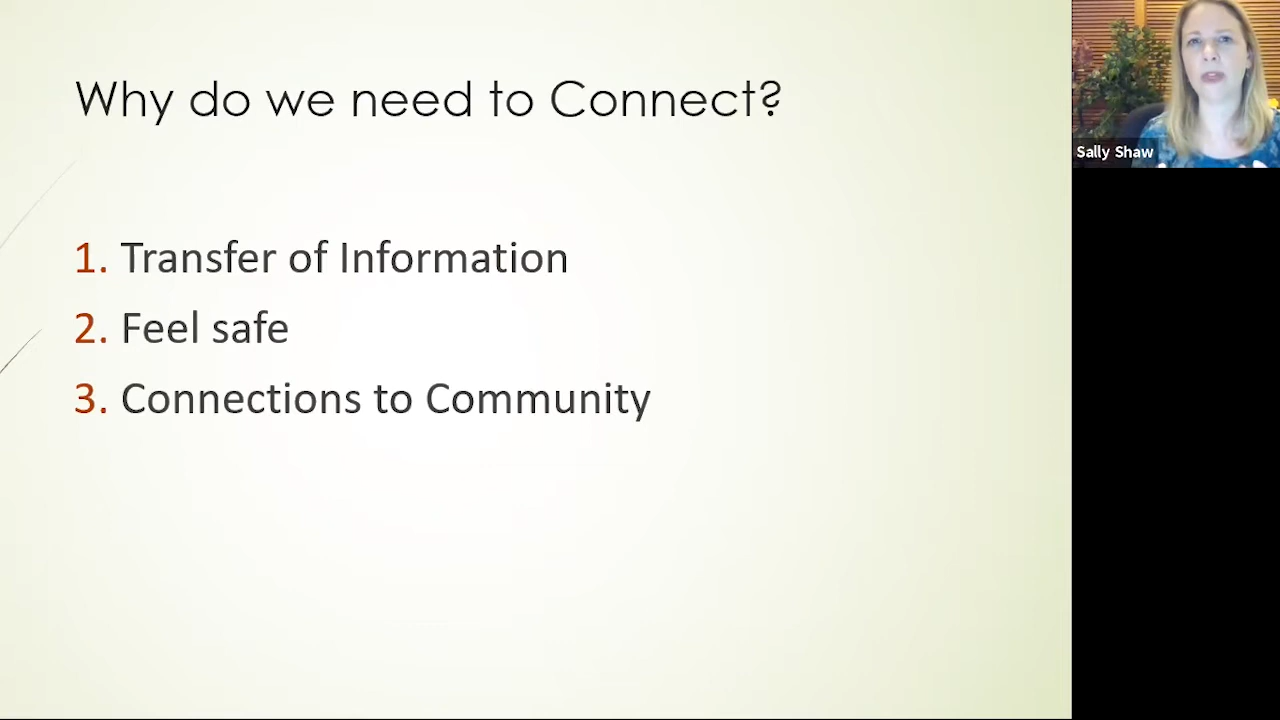 Why do we need to Connect?
1. Transfer of Information
2. Feel safe
3. Connections to Community
Sally Shaw